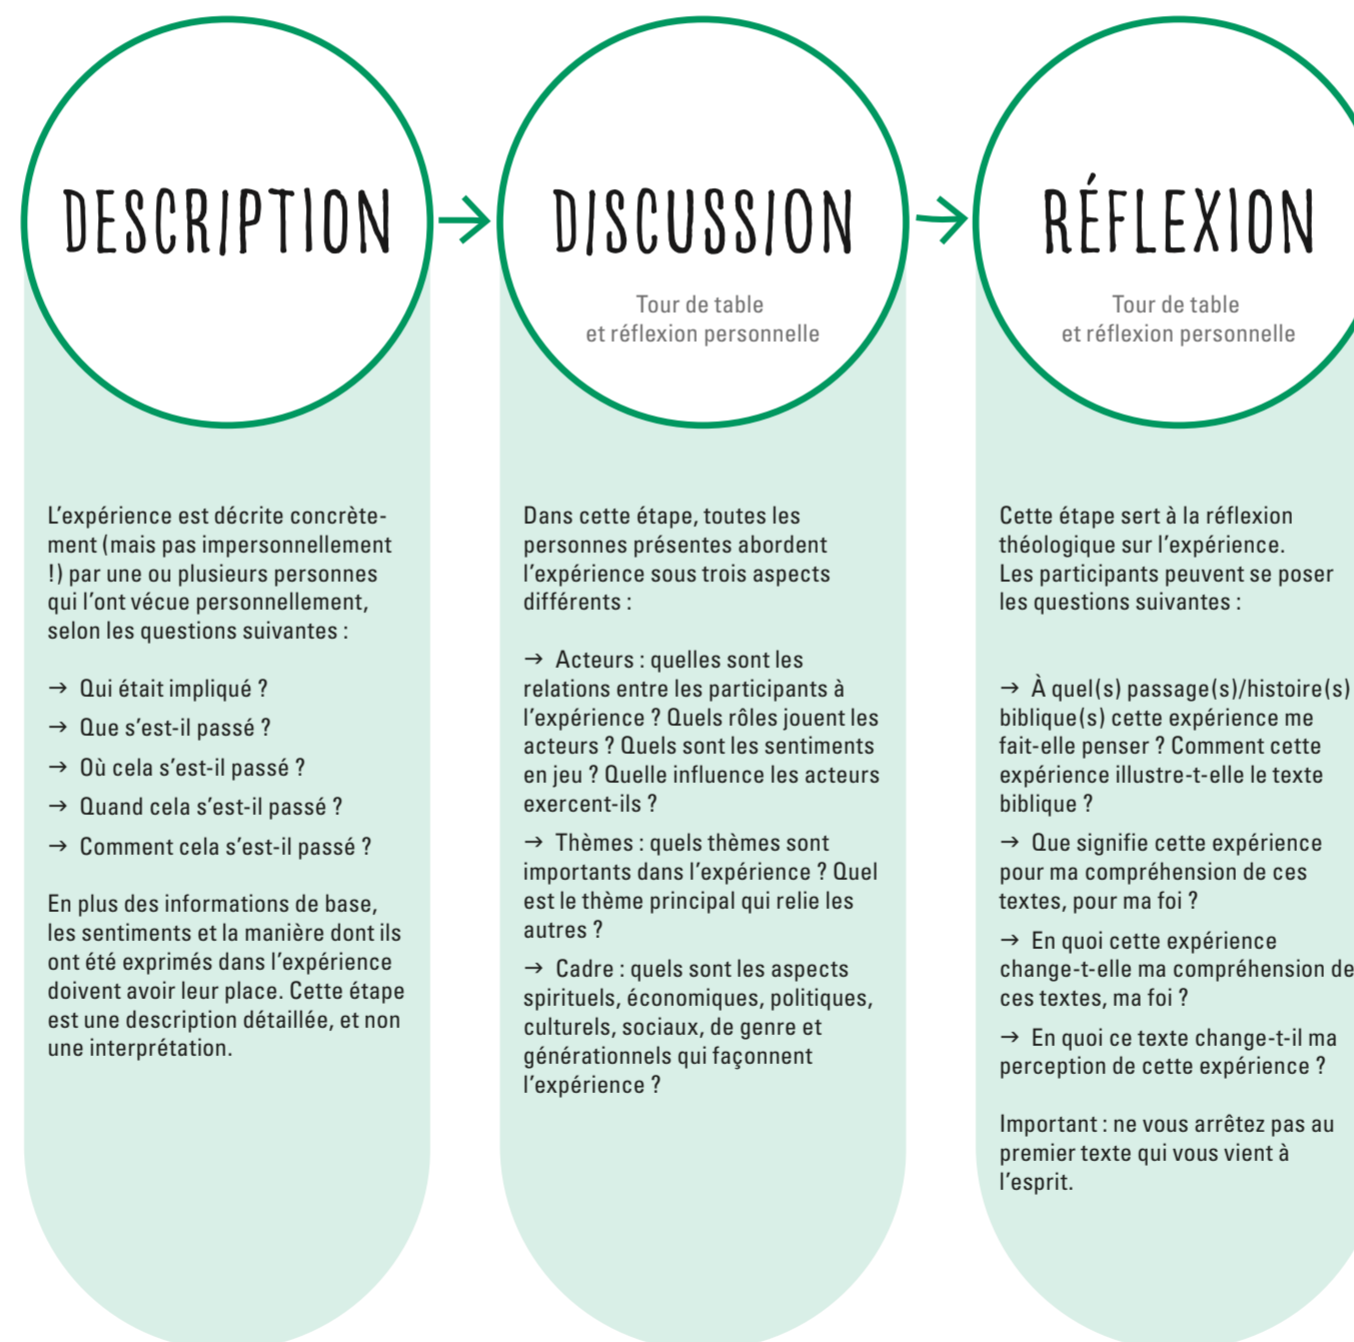 DESCRIPTION
L'expérience est décrite concrète-
ment (mais pas impersonnellement
!) par une ou plusieurs personnes
qui l'ont vécue personnellement,
selon les questions suivantes :
→ Qui était impliqué ?
→ Que s'est-il passé ?
→ Où cela s'est-il passé ?
→ Quand cela s'est-il passé ?
→ Comment cela s'est-il passé ?
En plus des informations de base,
les sentiments et la manière dont ils
ont été exprimés dans l'expérience
doivent avoir leur place. Cette étape
est une description détaillée, et non
une interprétation.
DISCUSSION
Tour de table
et réflexion personnelle
Dans cette étape, toutes les
personnes présentes abordent
l'expérience sous trois aspects
différents :
→ Acteurs : quelles sont les
relations entre les participants à
l'expérience ? Quels rôles jouent les
acteurs ? Quels sont les sentiments
en jeu ? Quelle influence les acteurs
exercent-ils ?
→ Thèmes : quels thèmes sont
importants dans l'expérience ? Quel
est le thème principal qui relie les
autres ?
→ Cadre : quels sont les aspects
spirituels, économiques, politiques,
culturels, sociaux, de genre et
générationnels qui façonnent
l'expérience ?
RÉFLEXION
Tour de table
et réflexion personnelle
Cette étape sert à la réflexion
théologique sur l'expérience.
Les participants peuvent se poser
les questions suivantes :
→ À quel(s) passage(s)/histoire(s)
biblique(s) cette expérience me
fait-elle penser ? Comment cette
expérience illustre-t-elle le texte
biblique ?
→ Que signifie cette expérience
pour ma compréhension de ces
textes, pour ma foi ?
→ En quoi cette expérience
change-t-elle ma compréhension de
ces textes, ma foi ?
→ En quoi ce texte change-t-il ma
perception de cette expérience ?
Important : ne vous arrêtez pas au
premier texte qui vous vient à
l'esprit.